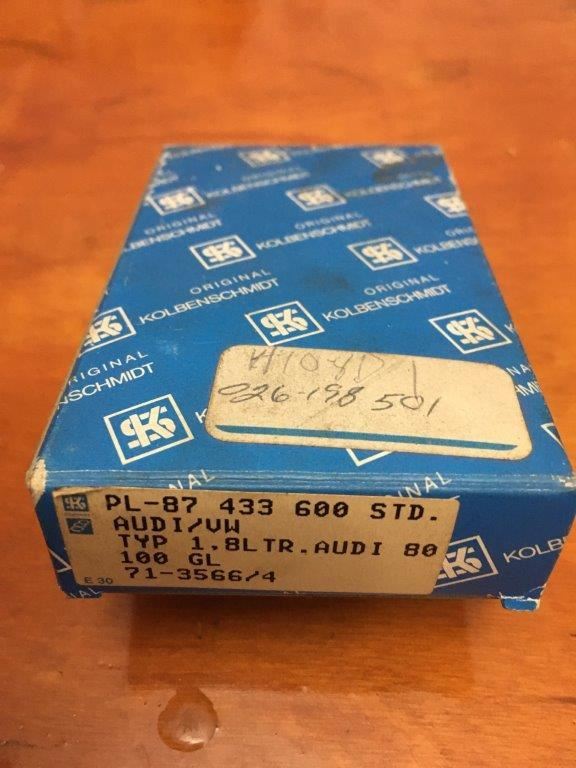 ORIGINAL
KOLBENSCHMIDT
ORIGINAL
KOLBENSCHMIDT
ORIGINAL
KOLBENSCHMIDT
026-198 501
PL-87 433 600 STD.
AUDI/VW
TYP 1,8LTR.AUDI 80
100 GL
71-3566/4
E 30